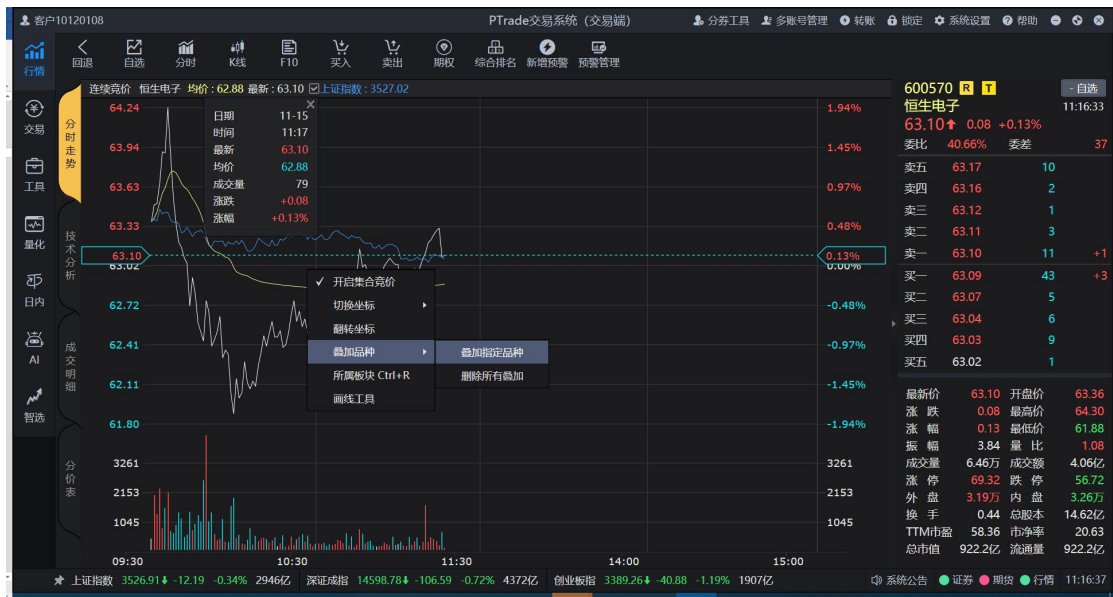 客户10120108 PTrade交易系统（交易端） 分券工具 多账号管理 转账 锁定 系统设置 帮助
行情 回退 自选 分时 K线 F10 买入 卖出 期权 综合排名 新增预警 预警管理
连续竞价 恒生电子 均价 : 62.88 最新 : 63.10 上证指数 : 3527.02
交易
工具
量化
日内
AI
智选
分时走势
技术分析
成交明细
分价表
64.24
63.94
63.63
63.33
63.10
63.02
62.72
62.41
62.11
61.80
3261
2153
1045
日期 11-15
时间 11:17
最新 63.10
均价 62.88
成交量 79
涨跌 +0.08
涨幅 +0.13%
✓ 开启集合竞价
切换坐标
翻转坐标
叠加品种 叠加指定品种
所属板块 Ctrl+R 删除所有叠加
画线工具
1.94%
1.45%
0.97%
0.48%
0.13%
0.00%
-0.48%
-0.97%
-1.45%
-1.94%
3261
2153
1045
09:30 10:30 11:30 14:00 15:00
600570 R T - 自选
恒生电子 11:16:33
63.10 0.08 +0.13%
委比 40.66% 委差 37
卖五 63.17 10
卖四 63.16 2
卖三 63.12 1
卖二 63.11 3
卖一 63.10 11 +1
买一 63.09 43 +3
买二 63.07 5
买三 63.04 6
买四 63.03 9
买五 63.02 1
最新价 63.10 开盘价 63.36
涨 跌 0.08 最高价 64.30
涨 幅 0.13 最低价 61.88
振 幅 3.84 量 比 1.08
成交量 6.46万 成交额 4.06亿
涨 停 69.32 跌 停 56.72
外 盘 3.19万 内 盘 3.26万
换 手 0.44 总股本 14.62亿
TTM市盈 58.36 市净率 20.63
总市值 922.2亿 流通量 922.2亿
上证指数 3526.91 -12.19 -0.34% 2946亿 深证成指 14598.78 -106.59 -0.72% 4372亿 创业板指 3389.26 -40.88 -1.19% 1907亿 系统公告 证券 期货 行情 11:16:37